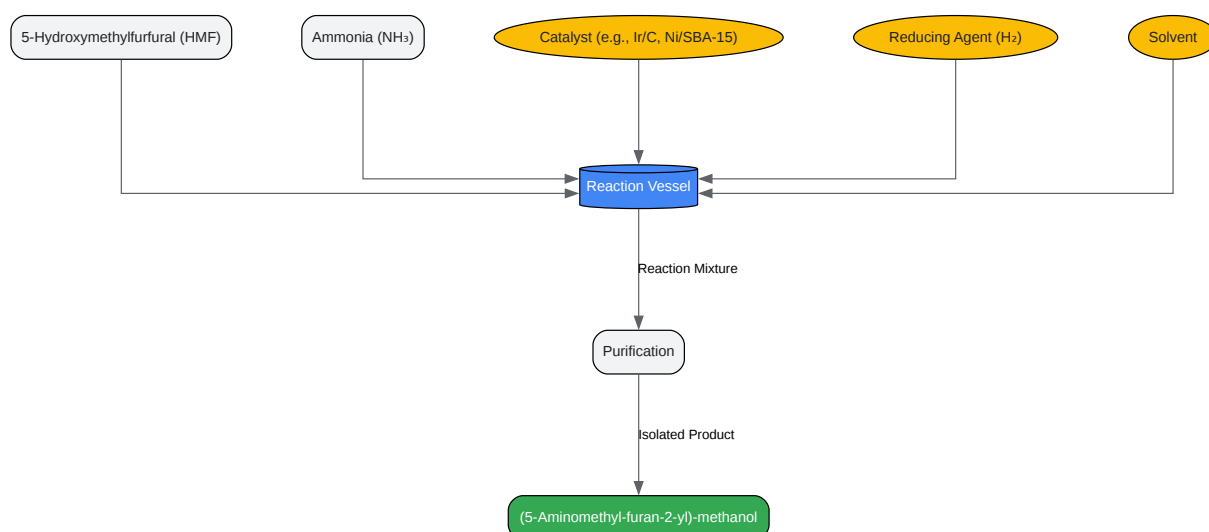 5-Hydroxymethylfurfural (HMF)
Ammonia (NH₃)
Catalyst (e.g., Ir/C, Ni/SBA-15)
Reducing Agent (H₂)
Solvent
Reaction Vessel
Reaction Mixture
Purification
Isolated Product
(5-Aminomethyl-furan-2-yl)-methanol